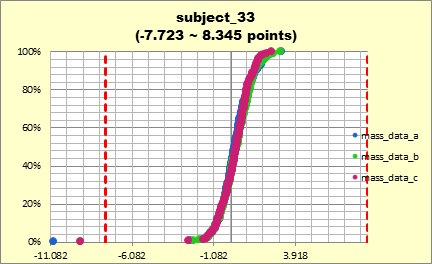 subject_33
(-7.723 ~ 8.345 points)
100%
80%
60%
40%
20%
0%
mass_data_a
mass_data_b
mass_data_c
-11.082
-6.082
-1.082
3.918